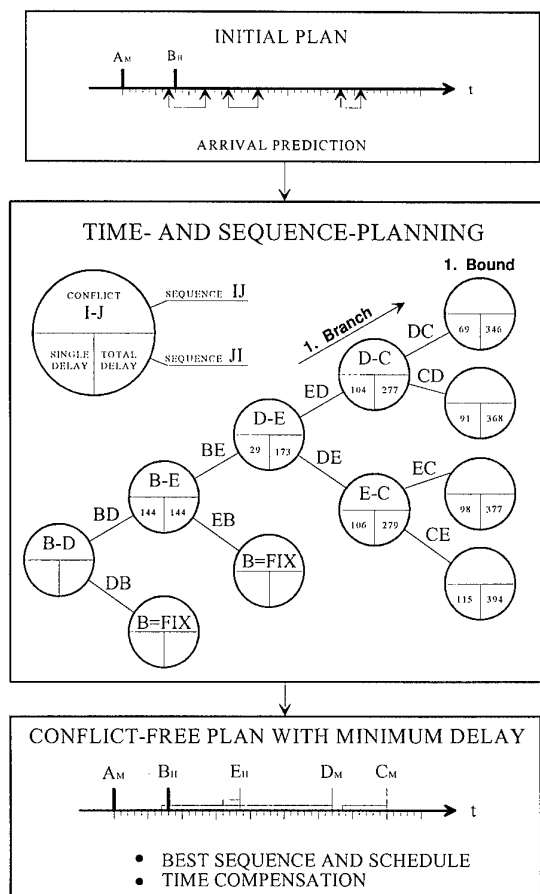 INITIAL PLAN
AM BH
t
ARRIVAL PREDICTION
TIME- AND SEQUENCE-PLANNING
1. Bound
CONFLICT
I-J
SEQUENCE IJ
SINGLE DELAY
TOTAL DELAY
SEQUENCE JI
1. Branch
DC
69 346
D-C
104 277
CD
91 368
ED
D-E
29 173
BE
DE
EC
98 377
B-E
144 144
E-C
106 279
CE
BD
EB
B-D
B=FIX
115 394
DB
B=FIX
CONFLICT-FREE PLAN WITH MINIMUM DELAY
AM BH EH DM CM
t
• BEST SEQUENCE AND SCHEDULE
• TIME COMPENSATION